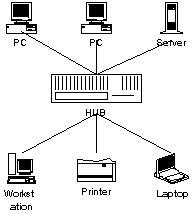 PC PC Server
HUB
Workst Printer Laptop
ation